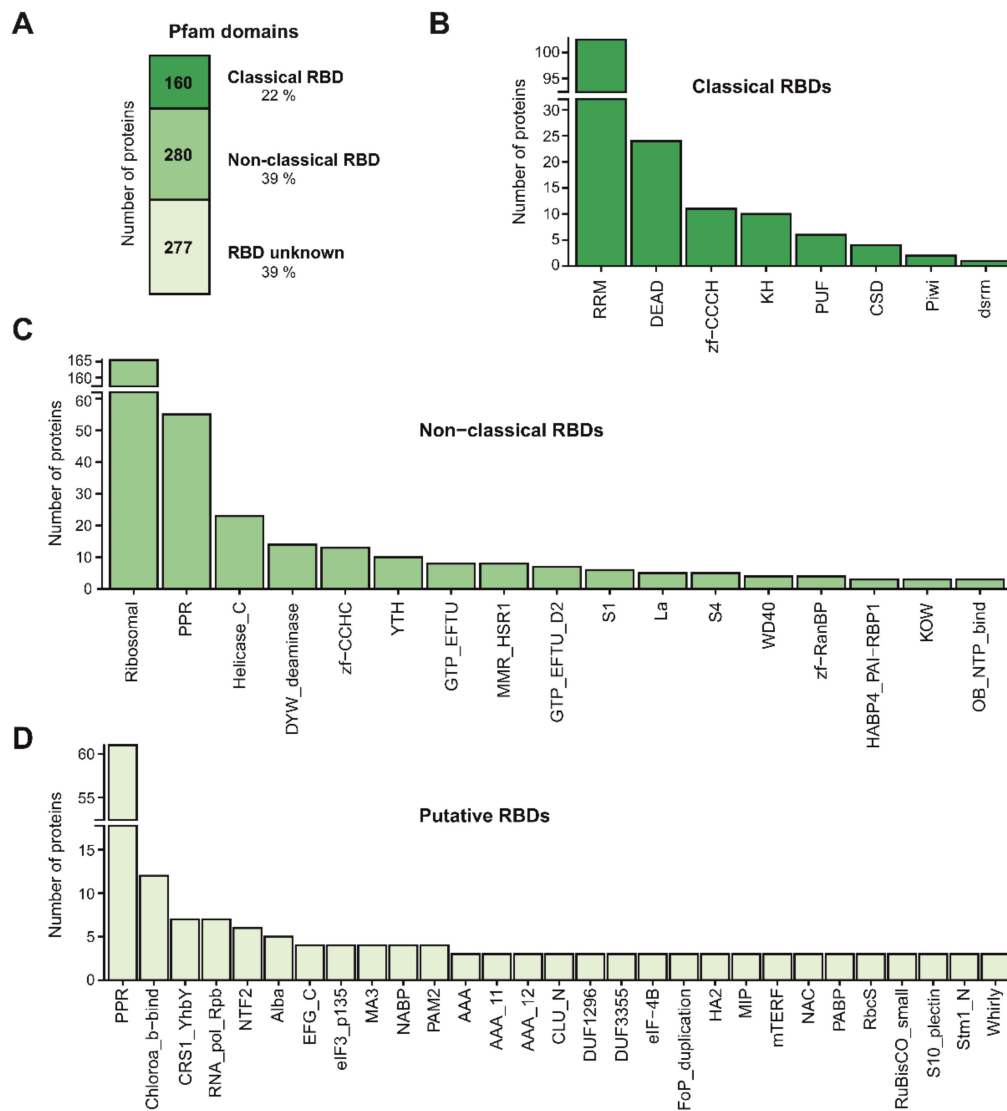 A
Pfam domains
Number of proteins
160
Classical RBD
22 %
280
Non-classical RBD
39 %
277
RBD unknown
39 %
B
Classical RBDs
Number of proteins
100
95
30
25
20
15
10
5
0
RRM
DEAD
zf-CCCH
KH
PUF
CSD
Piwi
dsrm
C
Non-classical RBDs
Number of proteins
165
160
60
50
40
30
20
10
0
Ribosomal
PPR
Helicase_C
DYW_deaminase
zf-CCHC
YTH
GTP_EFTU
MMR_HSR1
GTP_EFTU_D2
S1
La
S4
WD40
zf-RanBP
HABP4_PAI-RBP1
KOW
OB_NTP_bind
D
Putative RBDs
Number of proteins
60
55
15
10
5
0
PPR
Chloroa_b-bind
CRS1_YhbY
RNA_pol_Rpb
NTF2
Alba
EFG_C
eIF3_p135
MA3
NABP
PAM2
AAA
AAA_11
AAA_12
CLU_N
DUF1296
DUF3355
eIF-4B
FoP_duplication
HA2
MIP
mTERF
NAC
PABP
RbcS
RuBisCO_small
S10_plectin
Stm1_N
Whirly